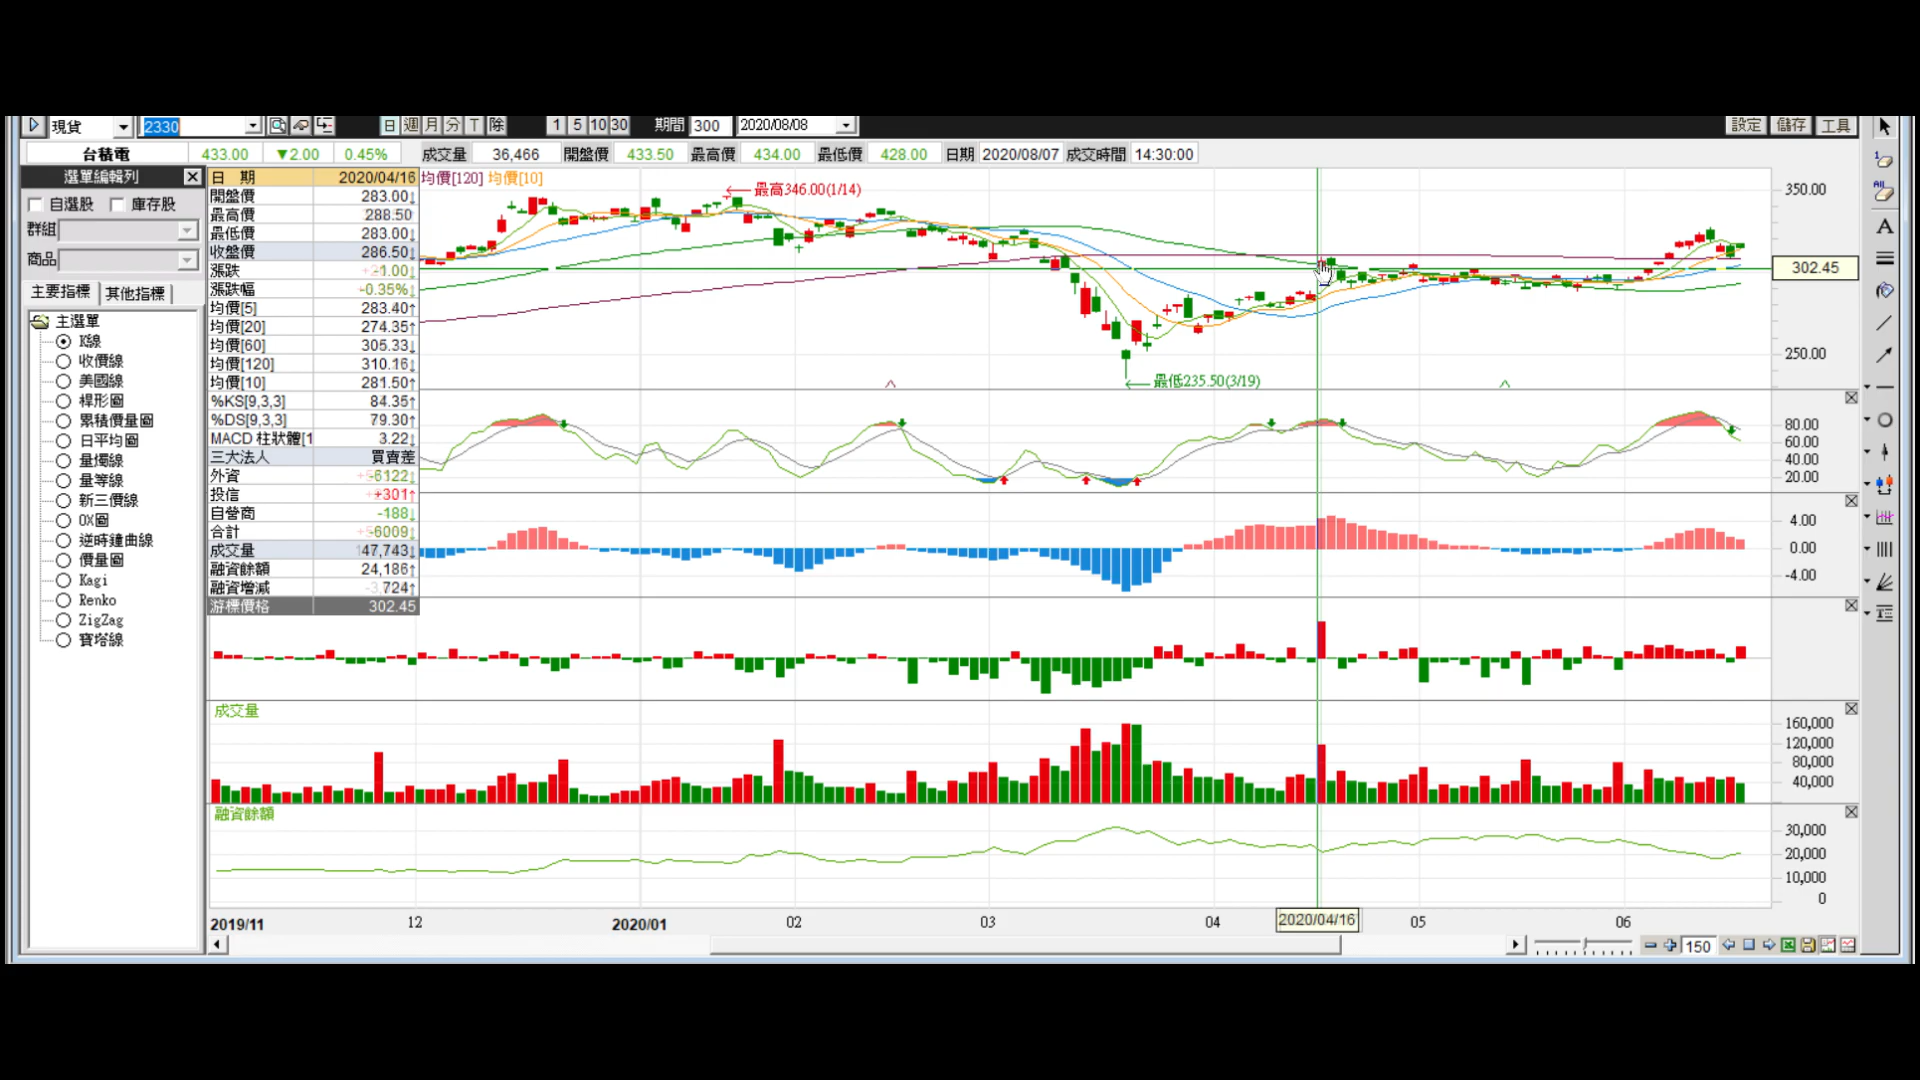 現貨 2330 日 週 月 分 T 除 1 5 10 30 期間 300 2020/08/08 設定 儲存 工具
台積電 433.00 ▼2.00 0.45% 成交量 36,466 開盤價 433.50 最高價 434.00 最低價 428.00 日期 2020/08/07 成交時間 14:30:00
選單編輯列
自選股 庫存股
群組
商品
主要指標 其他指標
主選單
K線
收價線
美國線
桿形圖
累積價量圖
日平均圖
量燭線
量等線
新三價線
OX圖
逆時鐘曲線
價量圖
Kagi
Renko
ZigZag
寶塔線
日 期 2020/04/16
開盤價 283.00↓
最高價 288.50
最低價 283.00↓
收盤價 286.50↓
漲跌
漲跌幅 -0.35%↓
均價[5] 283.40↑
均價[20] 274.35↓
均價[60] 305.33↓
均價[120] 310.16↓
均價[10] 281.50↑
%KS[9,3,3] 84.35↑
%DS[9,3,3] 79.30↑
MACD 柱狀體[1 3.22↓
三大法人 買賣差
外資
投信 +301↑
自營商 -188↓
合計
成交量 47,743↓
融資餘額 24,186↑
融資增減
游標價格 302.45
均價[120] 均價[10]
最高346.00(1/14)
最低235.50(3/19)
350.00
302.45
250.00
80.00
60.00
40.00
20.00
4.00
0.00
-4.00
成交量
160,000
120,000
80,000
40,000
融資餘額
30,000
20,000
10,000
0
2019/11 12 2020/01 02 03 04 2020/04/16 05 06
150